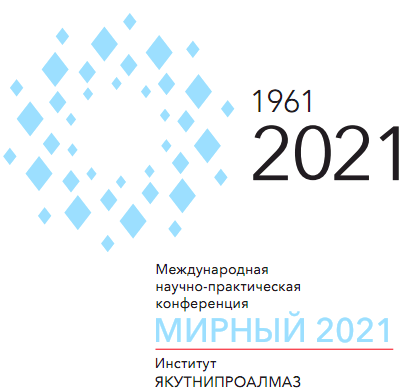 1961
2021
Международная
научно-практическая
конференция
МИРНЫЙ 2021
Институт
ЯКУТНИПРОАЛМАЗ